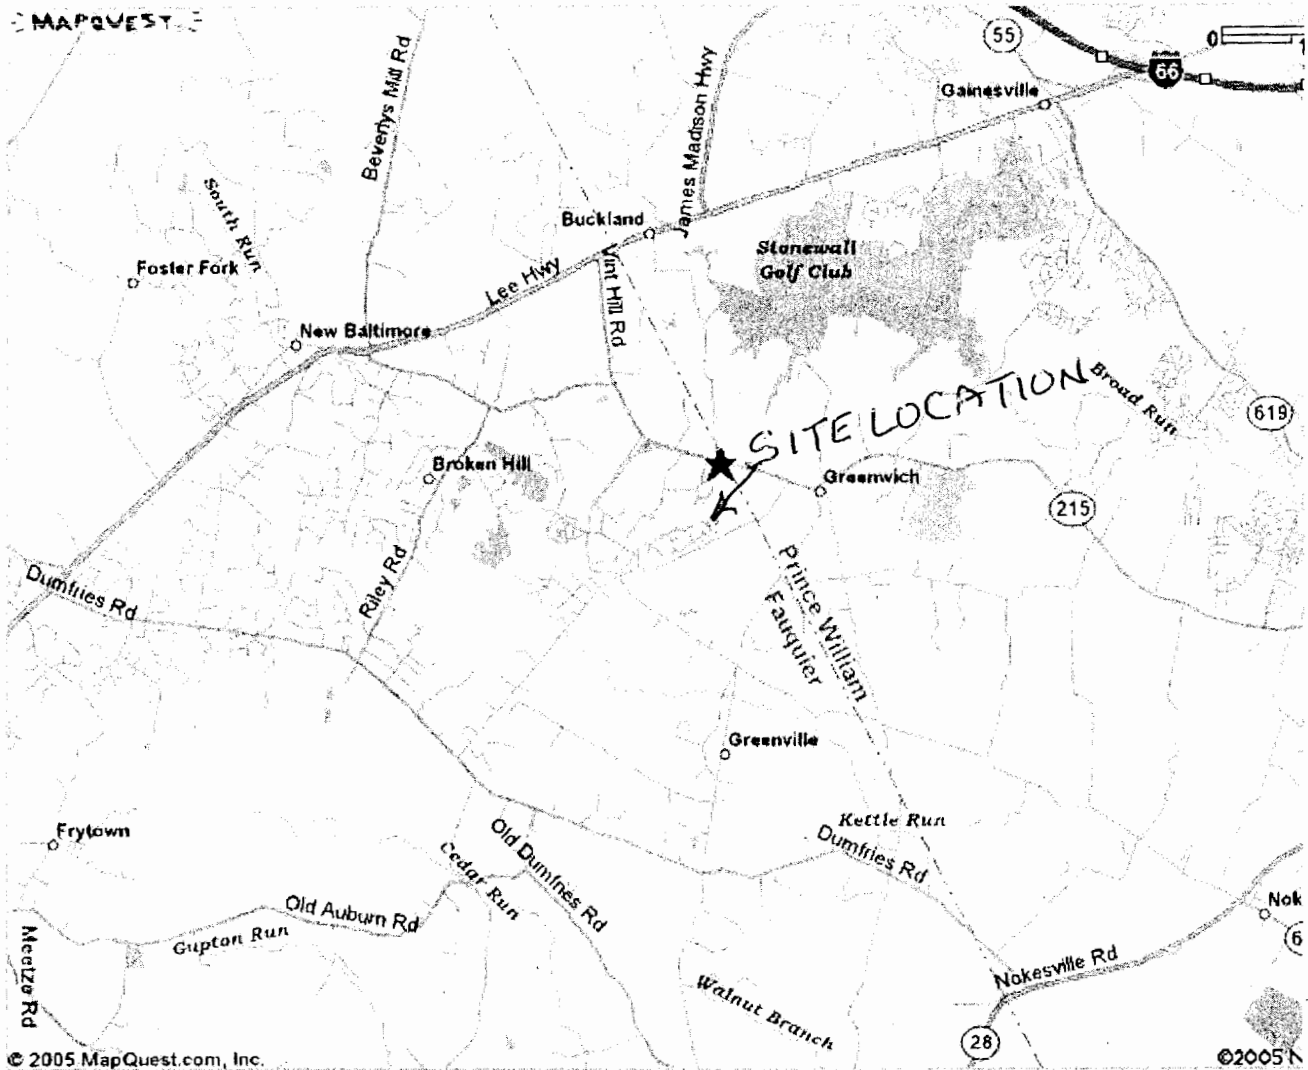 MAPQUEST
55
0
1
66
Gainesville
Beverlys Mill Rd
James Madison Hwy
South Run
Buckland
Stonewall
Golf Club
Foster Fork
Vint Hill Rd
Lee Hwy
New Baltimore
SITE LOCATION
Broad Run
619
Broken Hill
Greenwich
215
Dumfries Rd
Riley Rd
Prince William
Fauquier
Greenville
Kettle Run
Frytown
Cedar Run
Old Dumfries Rd
Dumfries Rd
Old Auburn Rd
Gupton Run
Nok
6
Meetze Rd
Nokesville Rd
Walnut Branch
28
© 2005 MapQuest.com, Inc.
©2005 N